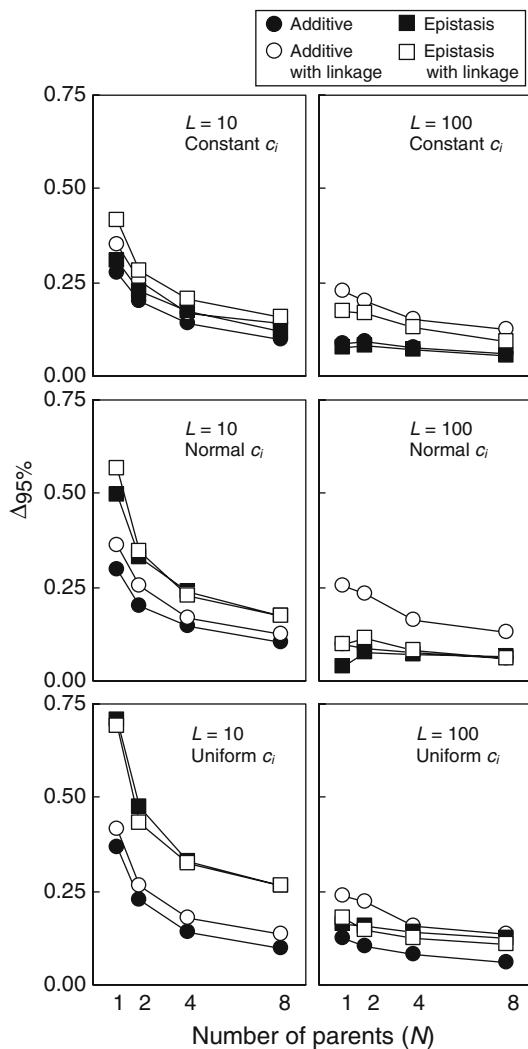 Additive
Epistasis
Additive with linkage
Epistasis with linkage
0.75
L = 10
Constant ci
L = 100
Constant ci
0.50
0.25
0.00
0.75
L = 10
Normal ci
L = 100
Normal ci
0.50
0.25
0.00
Δ95%
0.75
L = 10
Uniform ci
L = 100
Uniform ci
0.50
0.25
0.00
1 2 4 8 1 2 4 8
Number of parents (N)